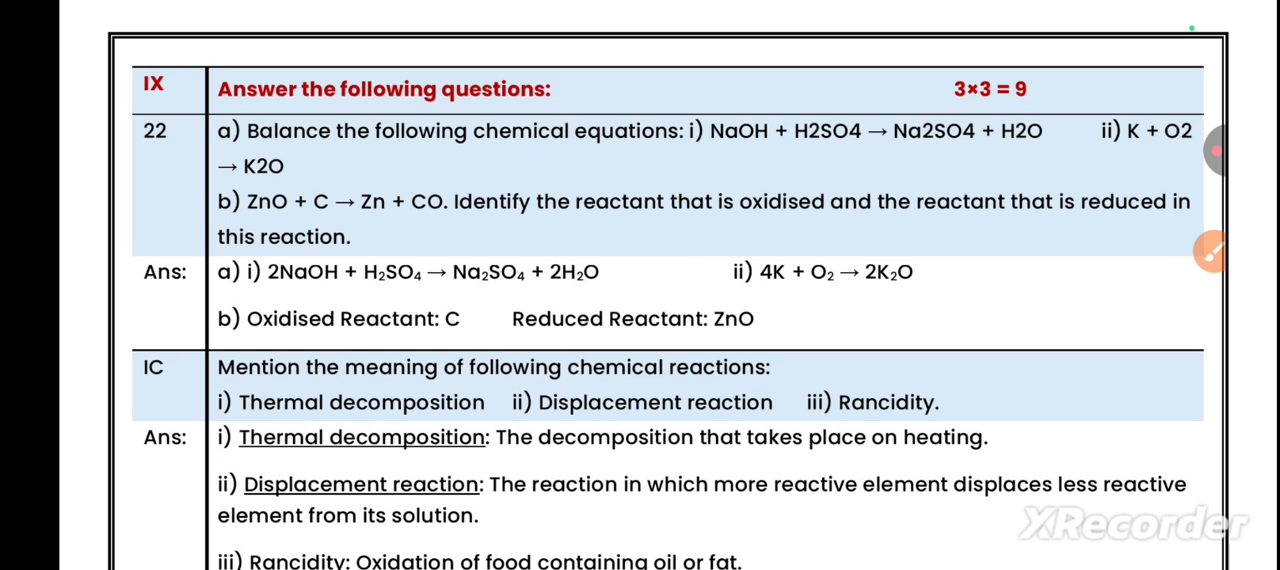 IX Answer the following questions: 3×3 = 9
22 a) Balance the following chemical equations: i) NaOH + H2SO4 → Na2SO4 + H2O ii) K + O2
→ K2O
b) ZnO + C → Zn + CO. Identify the reactant that is oxidised and the reactant that is reduced in
this reaction.
Ans: a) i) 2NaOH + H₂SO₄ → Na₂SO₄ + 2H₂O ii) 4K + O₂ → 2K₂O
b) Oxidised Reactant: C Reduced Reactant: ZnO
IC Mention the meaning of following chemical reactions:
i) Thermal decomposition ii) Displacement reaction iii) Rancidity.
Ans: i) Thermal decomposition: The decomposition that takes place on heating.
ii) Displacement reaction: The reaction in which more reactive element displaces less reactive
element from its solution.
XRecorder
iii) Rancidity: Oxidation of food containing oil or fat.